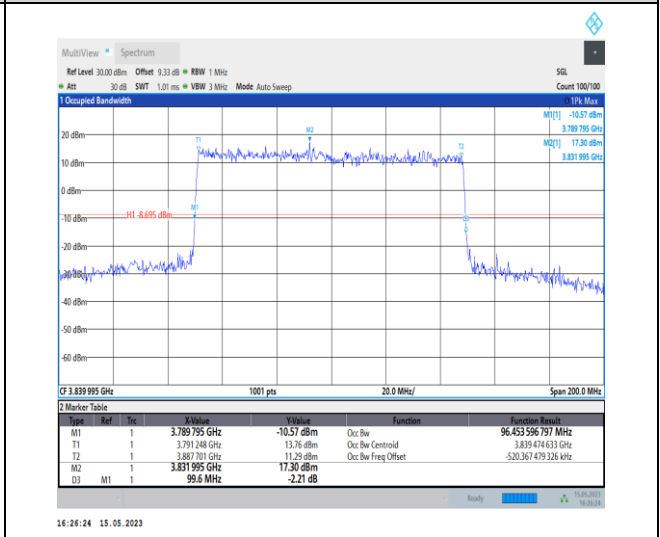 MultiView Spectrum
Ref Level 30.00 dBm Offset 9.33 dB RBW 1 MHz SGL
Att 30 dB SWT 1.01 ms VBW 3 MHz Mode Auto Sweep Count 100/100
1 Occupied Bandwidth 1Pk Max
M1[1] -10.57 dBm
3.789 795 GHz
M2[1] 17.30 dBm
3.831 995 GHz
M2
20 dBm
T1
T2
10 dBm
0 dBm
M1
H1 -8.695 dBm
-10 dBm
D3
-20 dBm
-30 dBm
-40 dBm
-50 dBm
-60 dBm
CF 3.839 995 GHz 1001 pts 20.0 MHz/ Span 200.0 MHz
2 Marker Table
Type Ref Trc X-Value Y-Value Function Function Result
M1 1 3.789 795 GHz -10.57 dBm Occ Bw 96.453 596 797 MHz
T1 1 3.791 248 GHz 13.76 dBm Occ Bw Centroid 3.839 474 633 GHz
T2 1 3.887 701 GHz 11.29 dBm Occ Bw Freq Offset -520.367 479 326 kHz
M2 1 3.831 995 GHz 17.30 dBm
D3 M1 1 99.6 MHz -2.21 dB
Ready 15.05.2023
16:26:24
16:26:24 15.05.2023